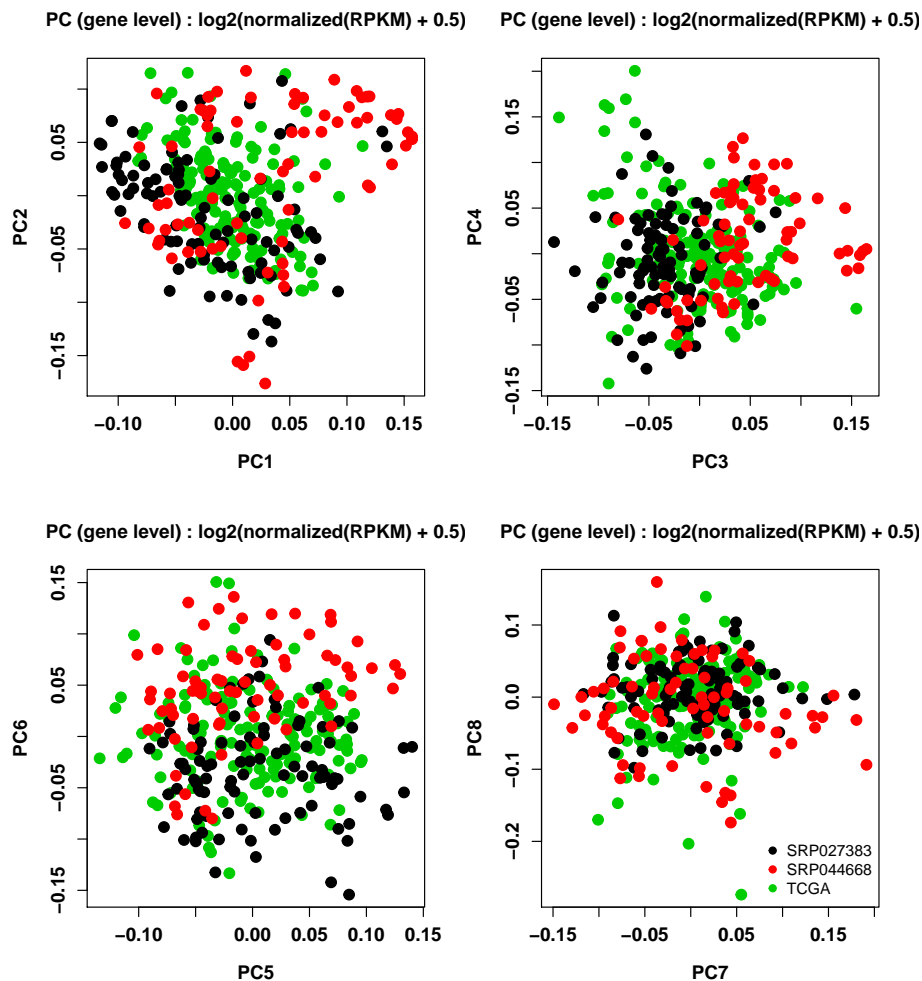 PC (gene level) : log2(normalized(RPKM) + 0.5)
PC (gene level) : log2(normalized(RPKM) + 0.5)
0.05
−0.05
−0.15
PC2
−0.10
0.00
0.05
0.10
0.15
PC1
0.15
0.05
−0.05
−0.15
PC4
−0.15
−0.05
0.05
0.15
PC3
PC (gene level) : log2(normalized(RPKM) + 0.5)
PC (gene level) : log2(normalized(RPKM) + 0.5)
0.15
0.05
−0.05
−0.15
PC6
−0.10
0.00
0.05
0.10
0.15
PC5
0.1
0.0
−0.1
−0.2
PC8
−0.15
−0.05
0.05
0.15
PC7
SRP027383
SRP044668
TCGA